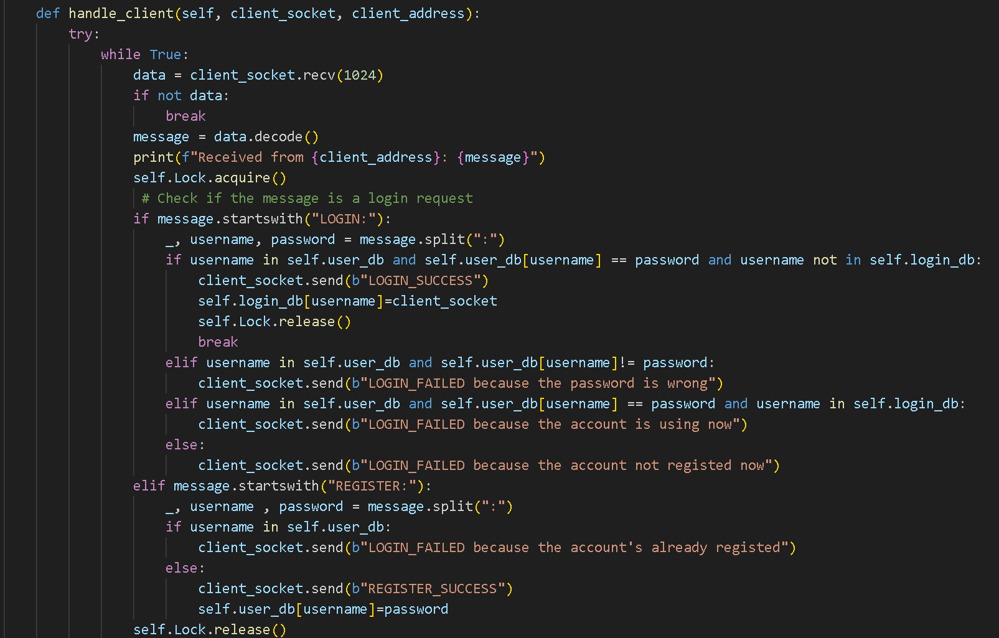 def handle_client(self, client_socket, client_address):
    try:
        while True:
            data = client_socket.recv(1024)
            if not data:
                break
            message = data.decode()
            print(f"Received from {client_address}: {message}")
            self.Lock.acquire()
             # Check if the message is a login request
            if message.startswith("LOGIN:"):
                _, username, password = message.split(":")
                if username in self.user_db and self.user_db[username] == password and username not in self.login_db:
                    client_socket.send(b"LOGIN_SUCCESS")
                    self.login_db[username]=client_socket
                    self.Lock.release()
                    break
                elif username in self.user_db and self.user_db[username]!= password:
                    client_socket.send(b"LOGIN_FAILED because the password is wrong")
                elif username in self.user_db and self.user_db[username] == password and username in self.login_db:
                    client_socket.send(b"LOGIN_FAILED because the account is using now")
                else:
                    client_socket.send(b"LOGIN_FAILED because the account not registed now")
            elif message.startswith("REGISTER:"):
                _, username , password = message.split(":")
                if username in self.user_db:
                    client_socket.send(b"LOGIN_FAILED because the account's already registed")
                else:
                    client_socket.send(b"REGISTER_SUCCESS")
                    self.user_db[username]=password
            self.Lock.release()